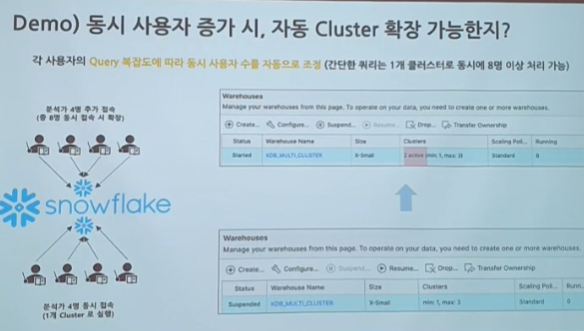 Demo) 동시 사용자 증가 시, 자동 Cluster 확장 가능한지?
각 사용자의 Query 복잡도에 따라 동시 사용자 수를 자동으로 조정 (간단한 쿼리는 1개 클러스터로 동시에 8명 이상 처리 가능)
분석가 4명 추가 접속
(총 8명 동시 접속 시 확장)
snowflake
분석가 4명 동시 접속
(1개 Cluster 로 실행)
Warehouses
Manage your warehouses from this page. To operate on your data, you need to create one or more warehouses.
Create... Configure... Suspend... Resume... Drop... Transfer Ownership
Status Warehouse Name Size Clusters Scaling Poli... Running
Started KDB_MULTI_CLUSTER X-Small 2 active min: 1, max: Standard
Warehouses
Manage your warehouses from this page. To operate on your data, you need to create one or more warehouses.
Create... Configure... Suspend... Resume... Drop... Transfer Ownership
Status Warehouse Name Size Clusters Scaling Poli... Runn...
Suspended KDB_MULTI_CLUSTER X-Small min: 1, max: 3 Standard 0